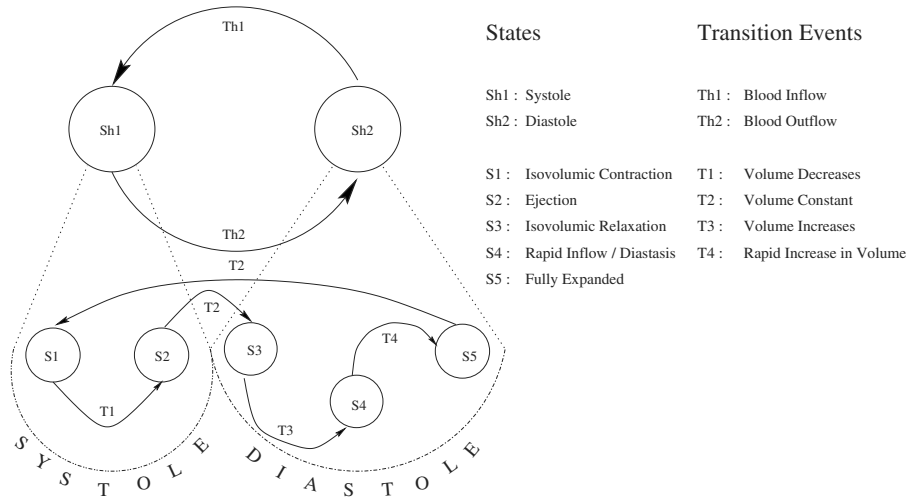 Th1
Sh1
Sh2
Th2
T2
T2
S1
S2
S3
T4
S5
S4
T1
T3
SYSTOLE
DIASTOLE
States
Transition Events
Sh1 : Systole
Th1 : Blood Inflow
Sh2 : Diastole
Th2 : Blood Outflow
S1 : Isovolumic Contraction
T1 : Volume Decreases
S2 : Ejection
T2 : Volume Constant
S3 : Isovolumic Relaxation
T3 : Volume Increases
S4 : Rapid Inflow / Diastasis
T4 : Rapid Increase in Volume
S5 : Fully Expanded